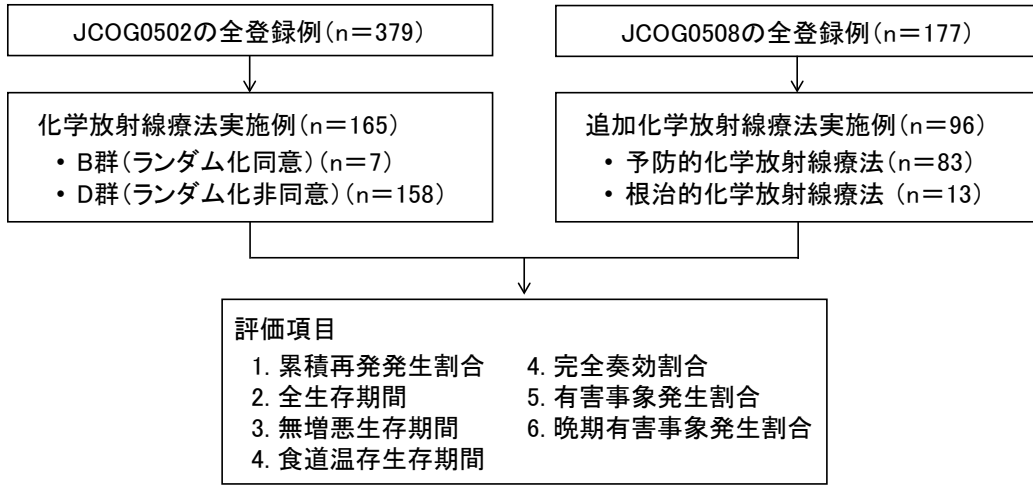 JCOG0502の全登録例（n＝379）
JCOG0508の全登録例（n＝177）
化学放射線療法実施例（n＝165）
• B群（ランダム化同意）（n＝7）
• D群（ランダム化非同意）（n＝158）
追加化学放射線療法実施例（n＝96）
• 予防的化学放射線療法（n＝83）
• 根治的化学放射線療法 （n＝13）
評価項目
1. 累積再発発生割合
2. 全生存期間
3. 無増悪生存期間
4. 食道温存生存期間
4. 完全奏効割合
5. 有害事象発生割合
6. 晩期有害事象発生割合